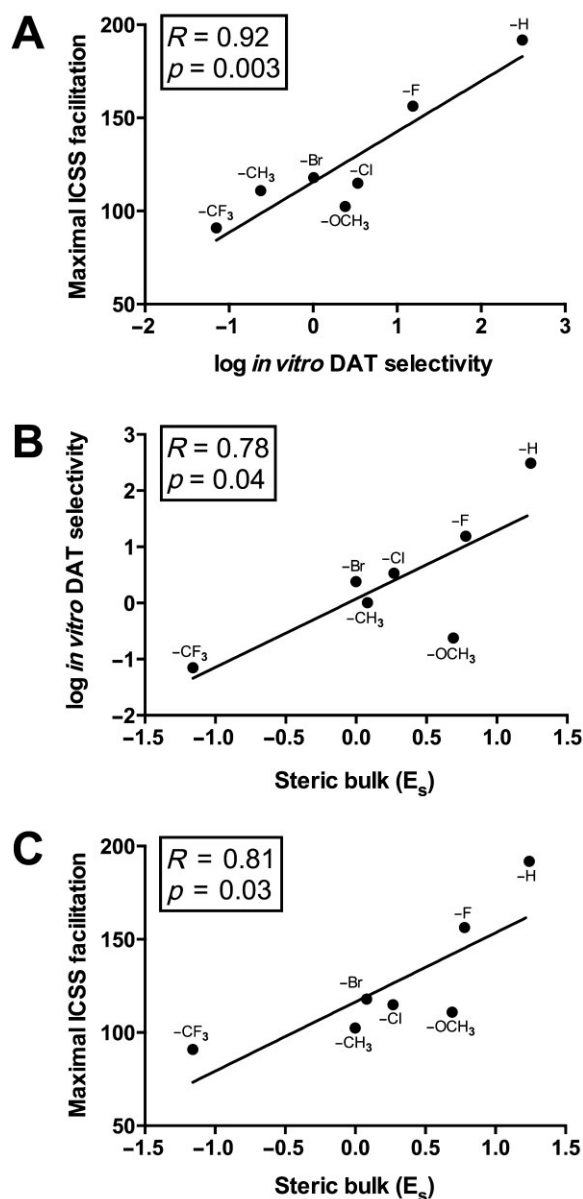 A
R = 0.92
p = 0.003
Maximal ICSS facilitation
200
150
100
50
–H
–F
–Br
–Cl
–CH₃
–OCH₃
–CF₃
−2
−1
0
1
2
3
log in vitro DAT selectivity
B
R = 0.78
p = 0.04
log in vitro DAT selectivity
3
2
1
0
−1
−2
–H
–F
–Cl
–Br
–CH₃
–OCH₃
–CF₃
−1.5
−1.0
−0.5
0.0
0.5
1.0
1.5
Steric bulk (Eₛ)
C
R = 0.81
p = 0.03
Maximal ICSS facilitation
200
150
100
50
–H
–F
–Br
–Cl
–OCH₃
–CH₃
–CF₃
−1.5
−1.0
−0.5
0.0
0.5
1.0
1.5
Steric bulk (Eₛ)